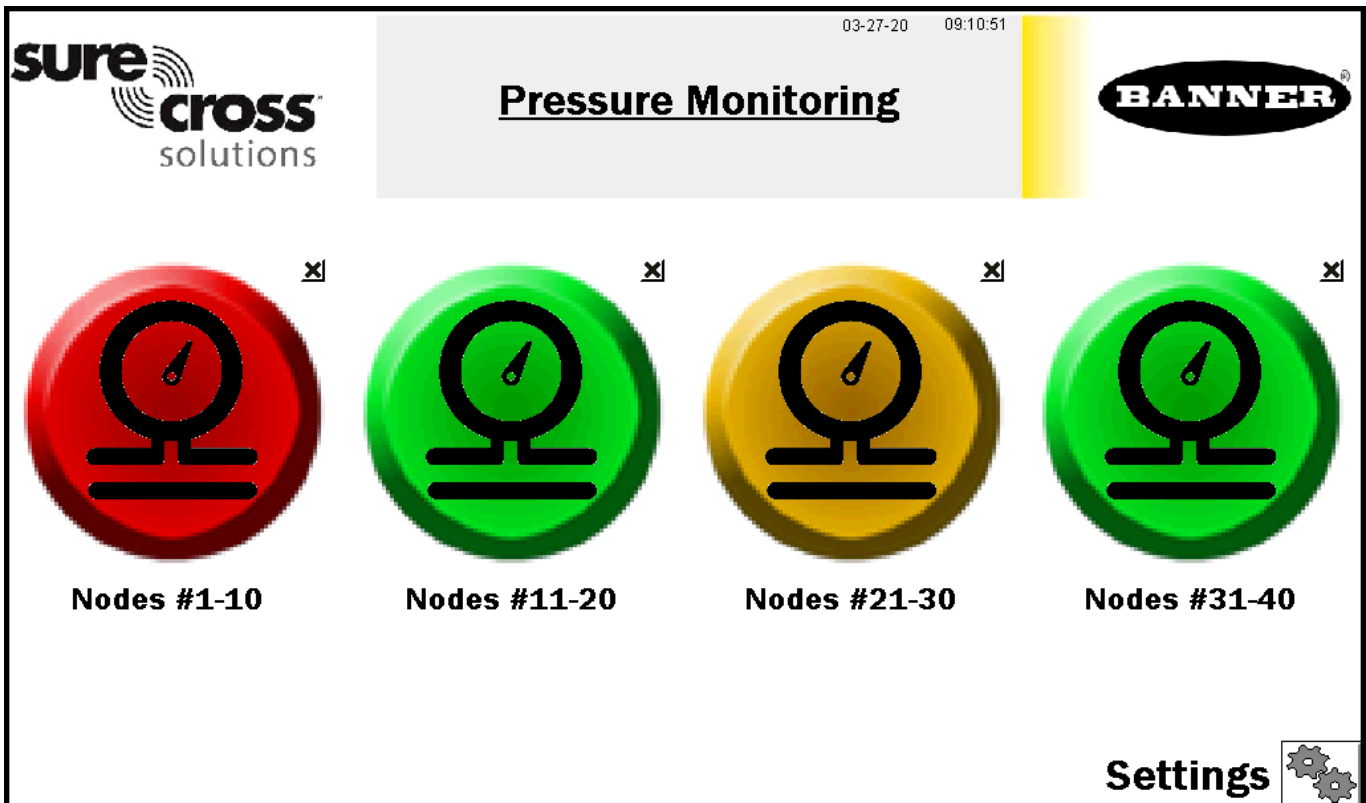 sure
cross
solutions
03-27-20 09:10:51
Pressure Monitoring
BANNER®
Nodes #1-10
Nodes #11-20
Nodes #21-30
Nodes #31-40
Settings